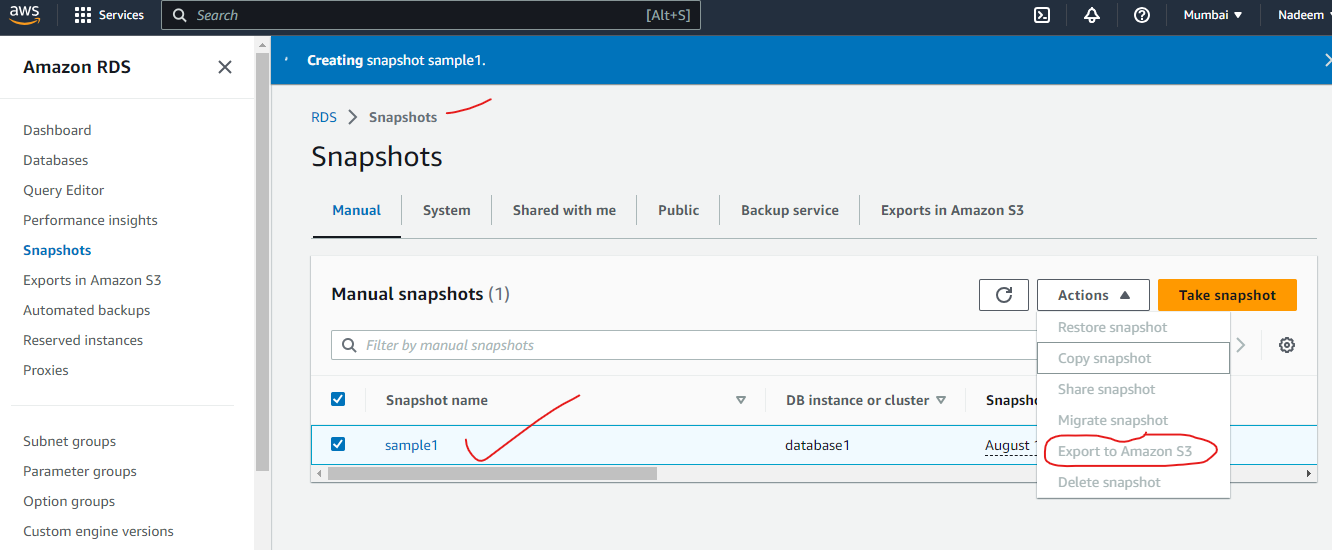 aws Services Search [Alt+S] Mumbai Nadeem
Amazon RDS
Creating snapshot sample1.
Dashboard
Databases
Query Editor
Performance insights
Snapshots
Exports in Amazon S3
Automated backups
Reserved instances
Proxies
Subnet groups
Parameter groups
Option groups
Custom engine versions
RDS > Snapshots
Snapshots
Manual System Shared with me Public Backup service Exports in Amazon S3
Manual snapshots (1) Actions Take snapshot
Filter by manual snapshots
Restore snapshot
Copy snapshot
Share snapshot
Migrate snapshot
Export to Amazon S3
Delete snapshot
Snapshot name DB instance or cluster
sample1 database1 August